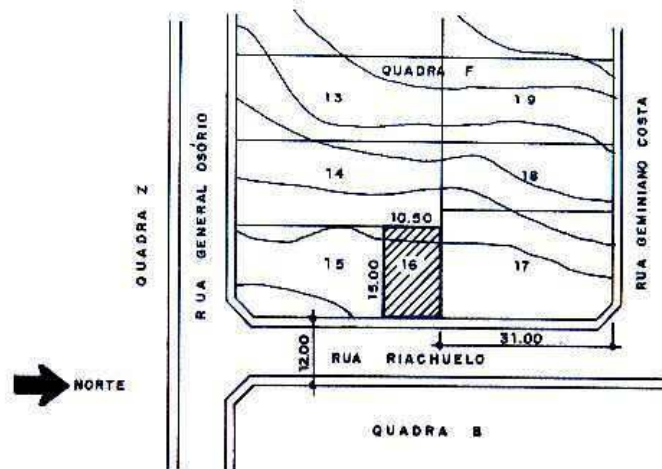 QUADRA F
13
19
14
18
10.50
15
15.00
16
17
QUADRA Z
RUA GENERAL OSÓRIO
RUA GEMINIANO COSTA
12.00
RUA RIACHUELO
31.00
NORTE
QUADRA B